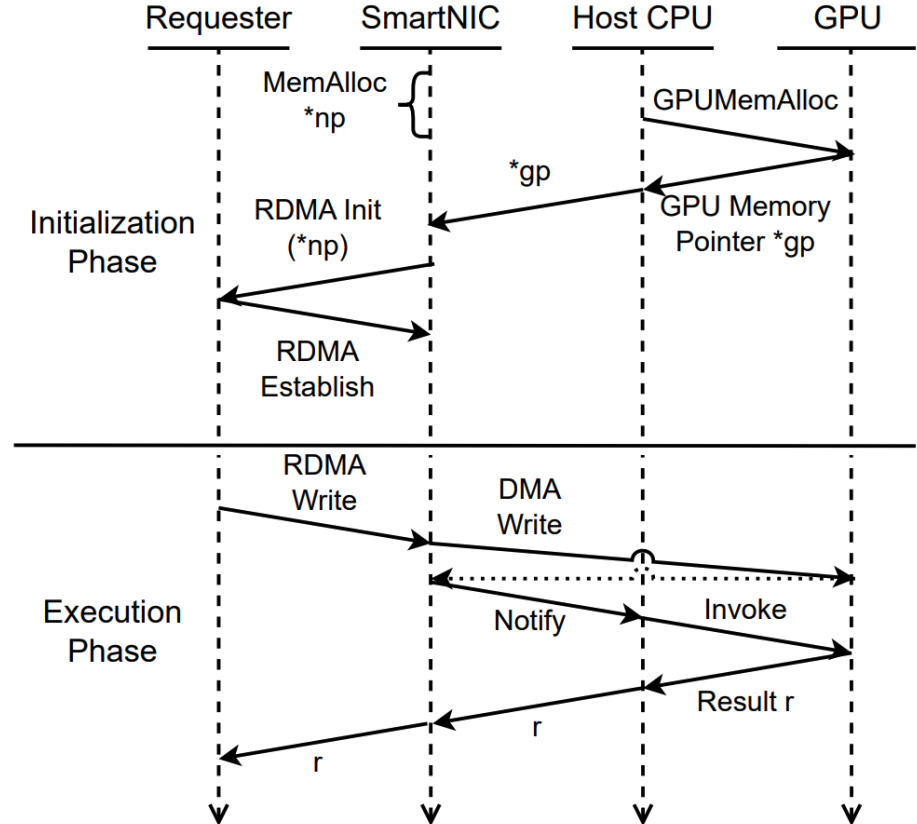 Requester
SmartNIC
Host CPU
GPU
MemAlloc
*np
GPUMemAlloc
*gp
GPU Memory
Pointer *gp
Initialization
Phase
RDMA Init
(*np)
RDMA
Establish
RDMA
Write
DMA
Write
Execution
Phase
Notify
Invoke
Result r
r
r